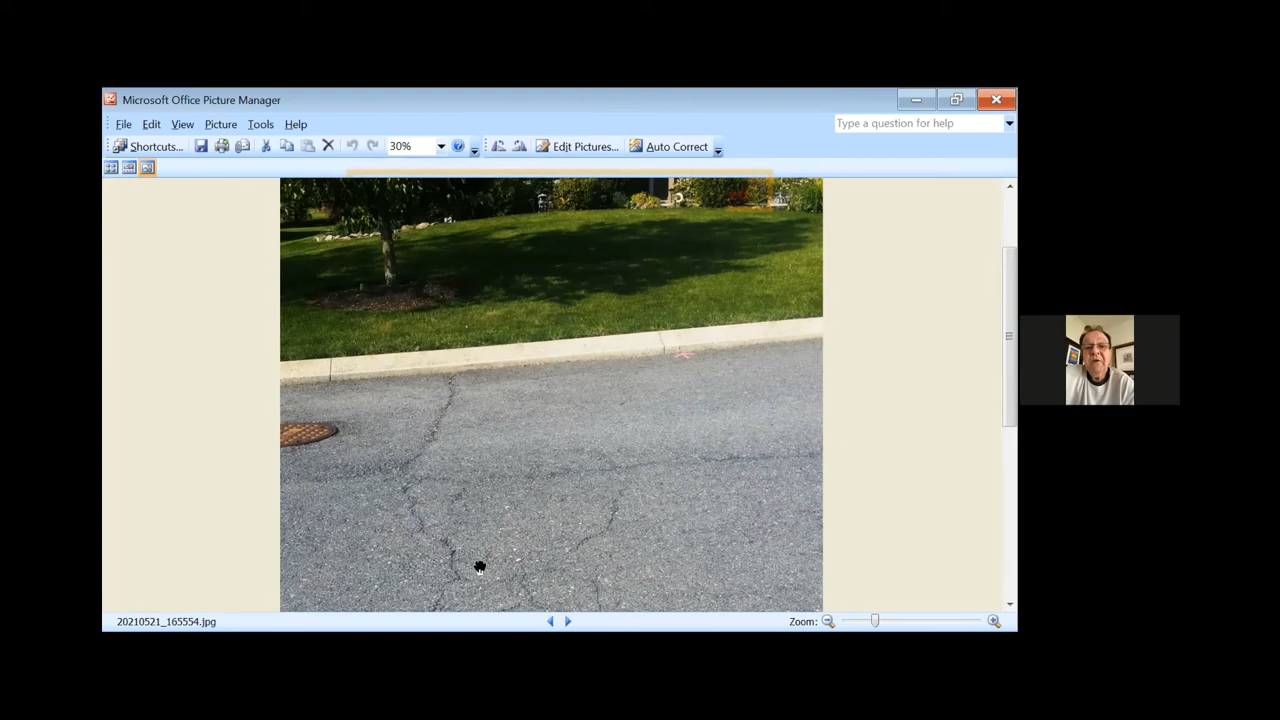 Microsoft Office Picture Manager
File Edit View Picture Tools Help
Type a question for help
Shortcuts... 30% Edit Pictures... Auto Correct
20210521_165554.jpg
Zoom: